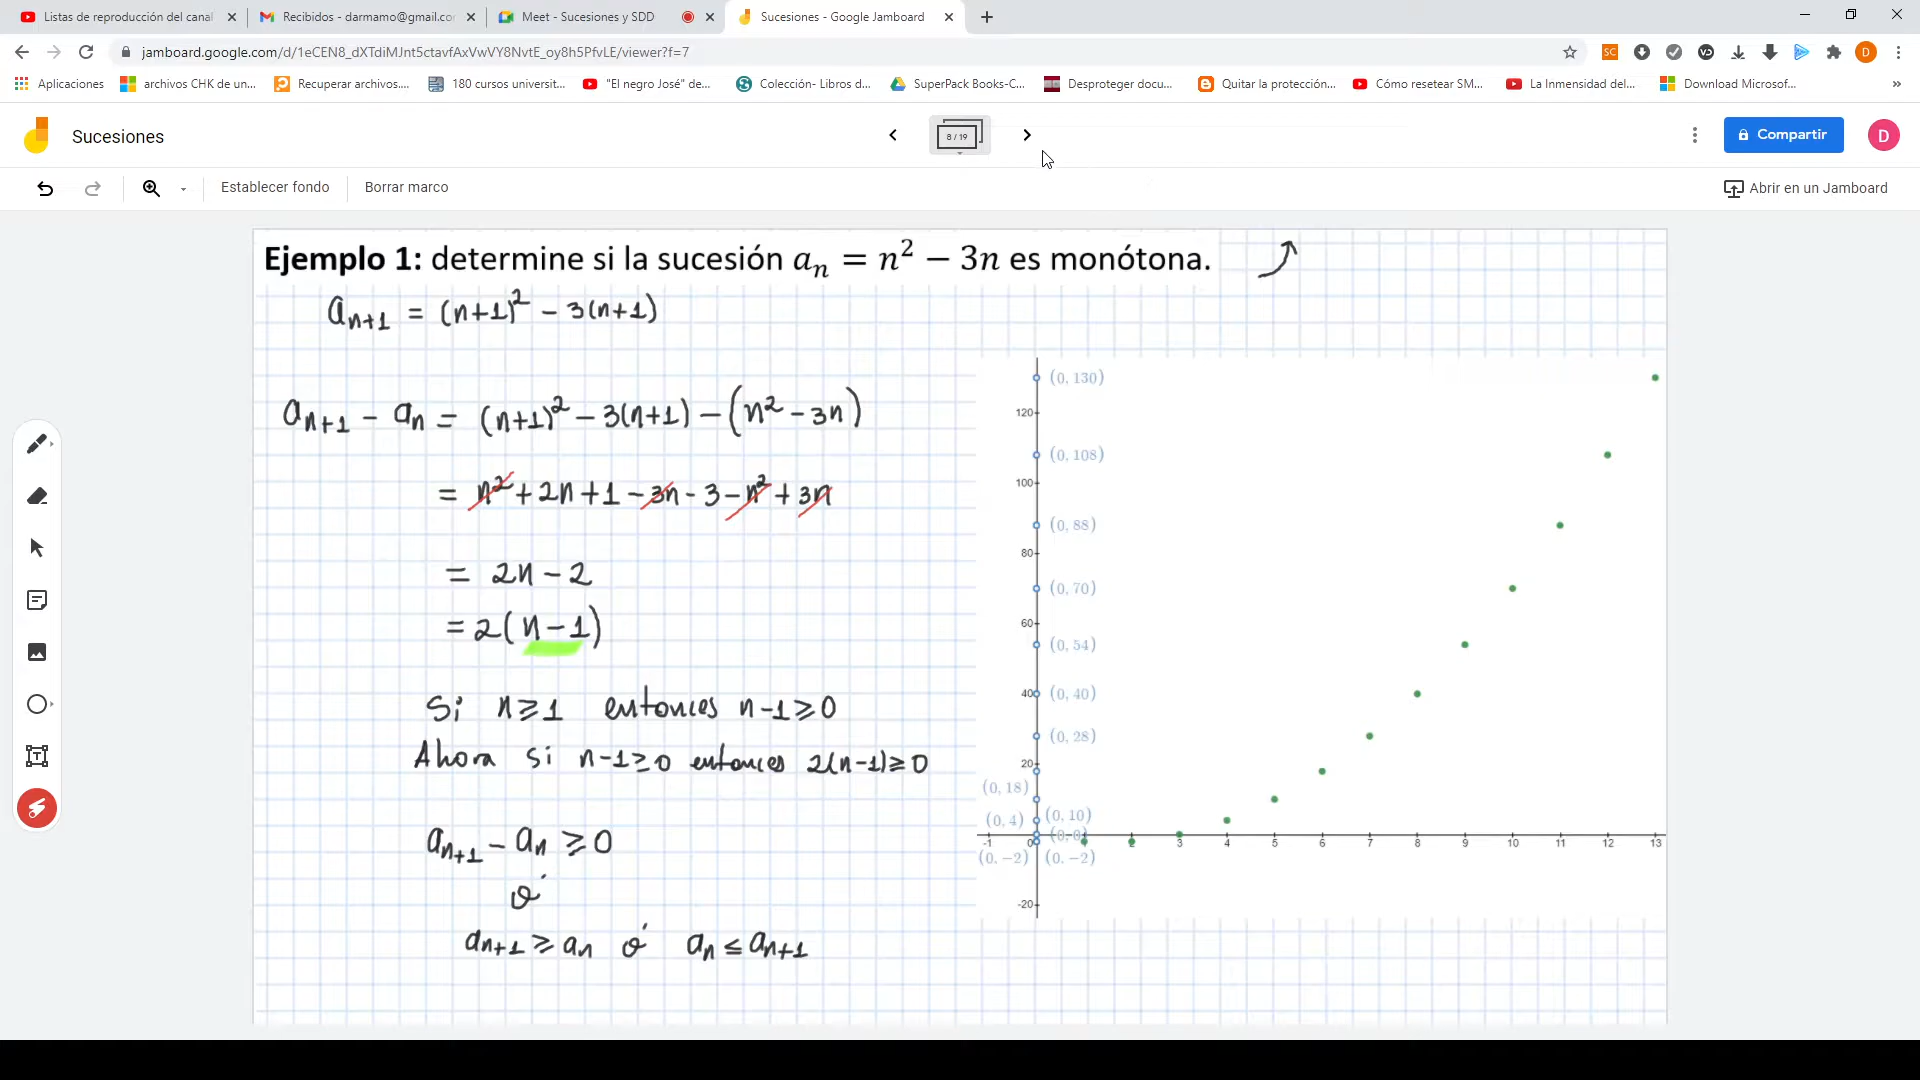 Listas de reproducción del canal
Recibidos - darmamo@gmail.co
Meet - Sucesiones y SDD
Sucesiones - Google Jamboard
jamboard.google.com/d/1eCEN8_dXTdiMJnt5ctavfAxVwVY8NvtE_oy8h5PfvLE/viewer?f=7
SC
D
Aplicaciones
archivos CHK de un...
Recuperar archivos....
180 cursos universit...
"El negro José" de...
Colección- Libros d...
SuperPack Books-C...
Desproteger docu...
Quitar la protección...
Cómo resetear SM...
La Inmensidad del...
Download Microsof...
»
Sucesiones
8 / 19
Compartir
D
Establecer fondo
Borrar marco
Abrir en un Jamboard
Ejemplo 1: determine si la sucesión aₙ = n² − 3n es monótona.
aₙ₊₁ = (n+1)² − 3(n+1)
aₙ₊₁ − aₙ = (n+1)² − 3(n+1) − (n² − 3n)
= n² + 2n + 1 − 3n − 3 − n² + 3n
= 2n − 2
= 2(n − 1)
Si n ≥ 1 entonces n − 1 ≥ 0
Ahora si n − 1 ≥ 0 entonces 2(n − 1) ≥ 0
aₙ₊₁ − aₙ ≥ 0
ó
aₙ₊₁ ≥ aₙ ó aₙ ≤ aₙ₊₁
(0, 130)
120
(0, 108)
100
(0, 88)
80
(0, 70)
60
(0, 54)
40
(0, 40)
(0, 28)
20
(0, 18)
(0, 10)
(0, 4)
(0, 0)
-1 0 1 2 3 4 5 6 7 8 9 10 11 12 13
(0, −2)
(0, −2)
-20